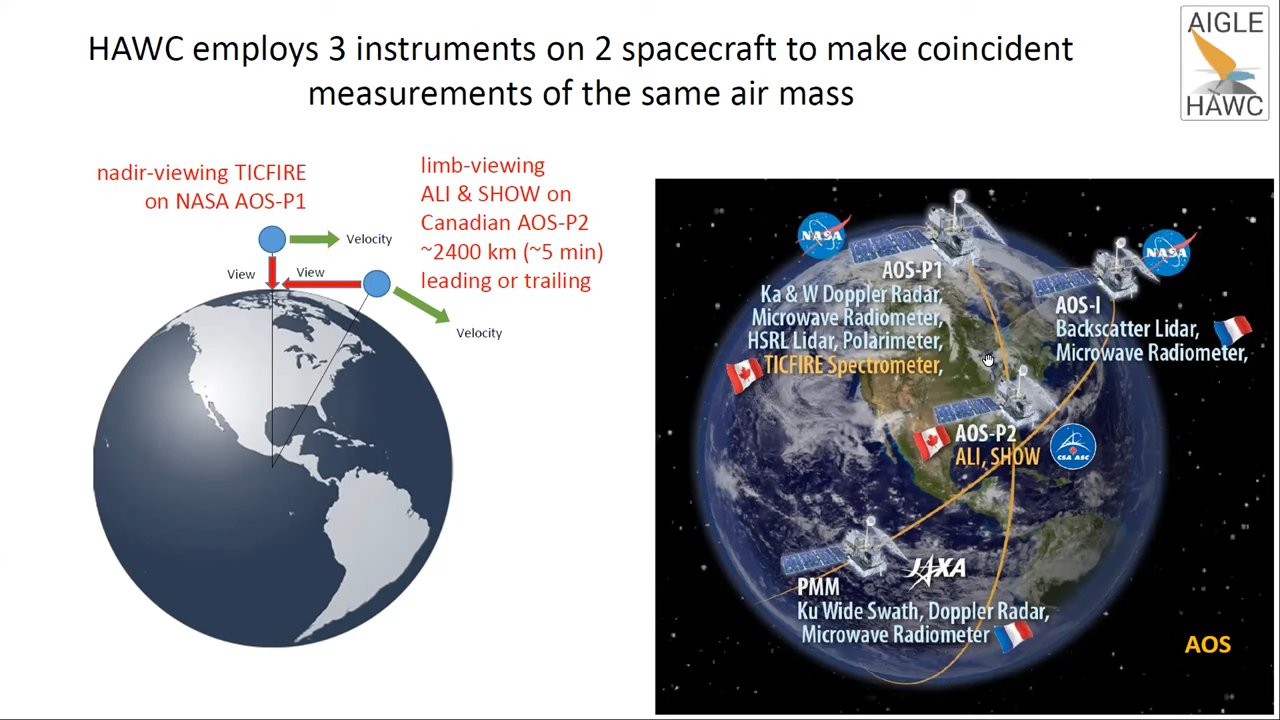 HAWC employs 3 instruments on 2 spacecraft to make coincident
measurements of the same air mass
AIGLE
HAWC
nadir-viewing TICFIRE
on NASA AOS-P1
limb-viewing
ALI & SHOW on
Canadian AOS-P2
~2400 km (~5 min)
leading or trailing
Velocity
View
View
Velocity
NASA
AOS-P1
Ka & W Doppler Radar,
Microwave Radiometer,
HSRL Lidar, Polarimeter,
TICFIRE Spectrometer,
NASA
AOS-I
Backscatter Lidar,
Microwave Radiometer,
AOS-P2
ALI, SHOW
CSA ASC
JAXA
PMM
Ku Wide Swath, Doppler Radar,
Microwave Radiometer
AOS